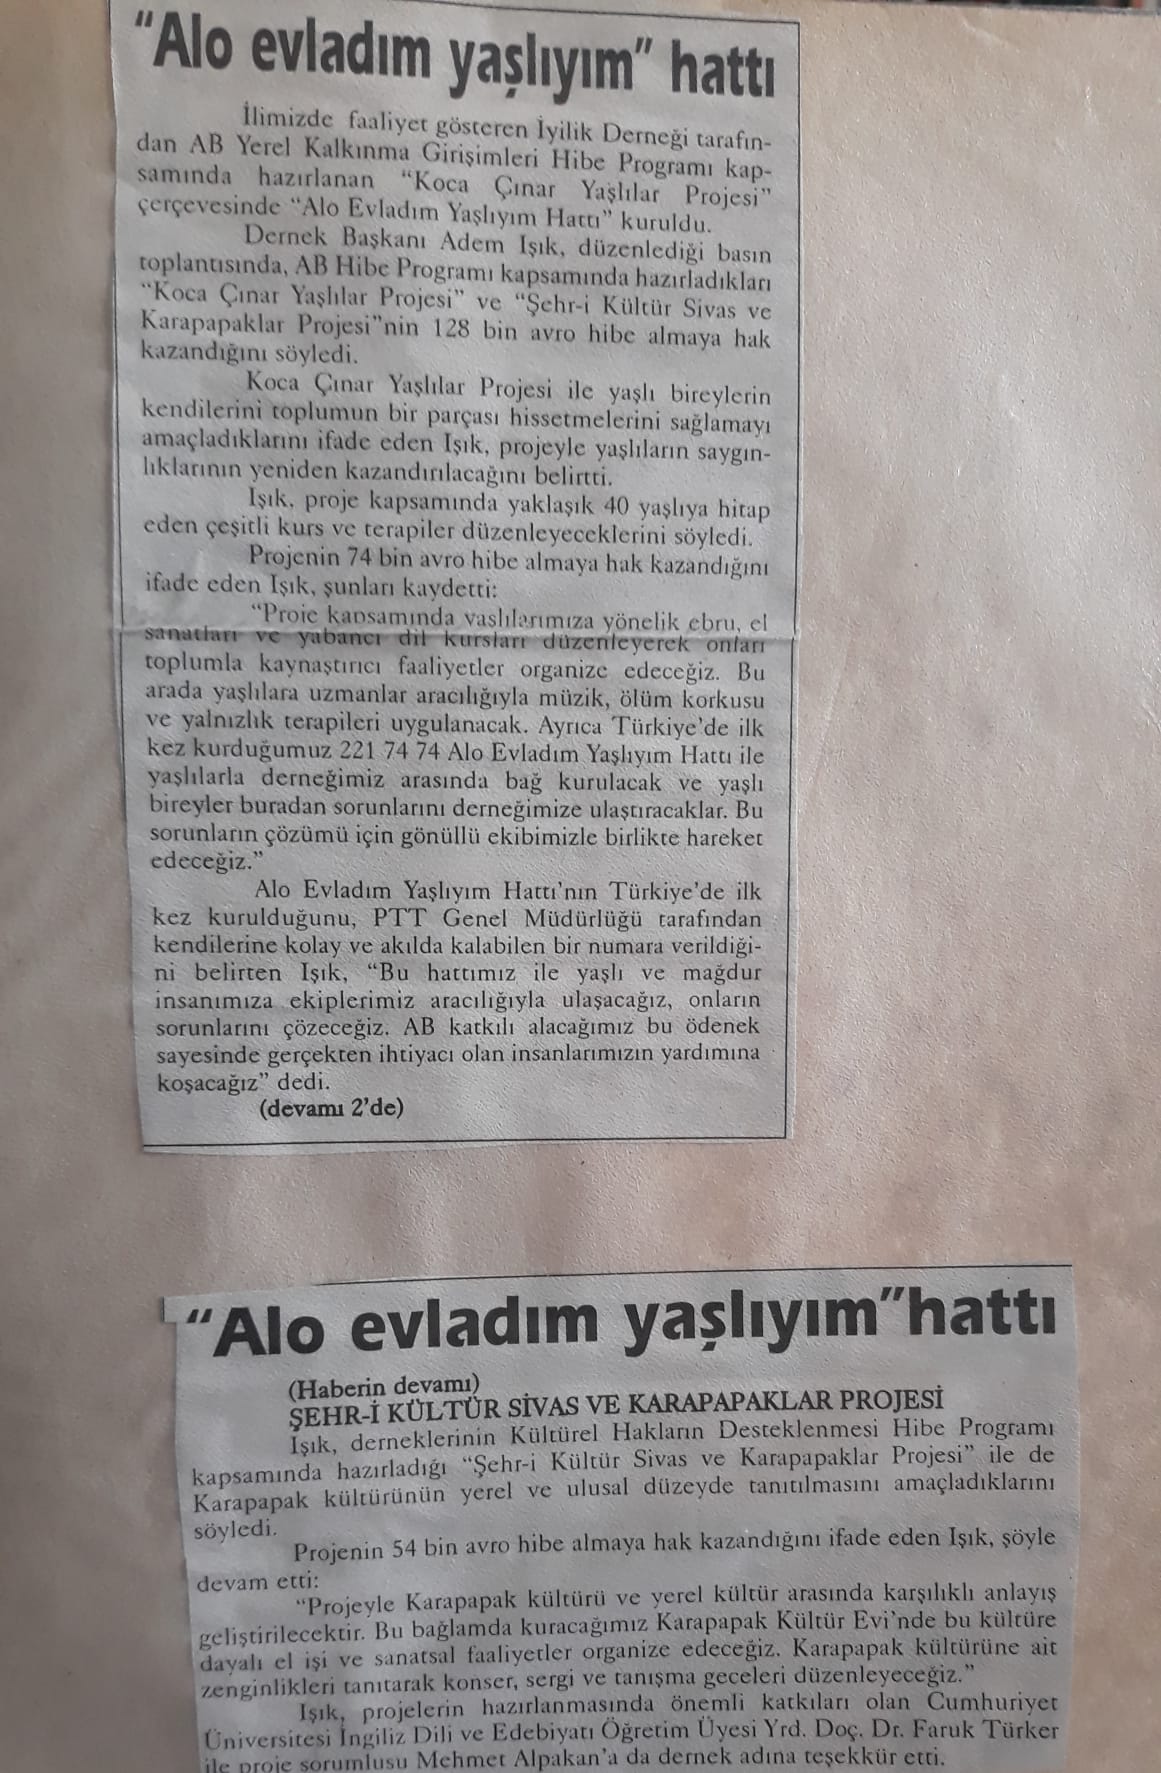 “Alo evladım yaşlıyım” hattı
İlimizde faaliyet gösteren İyilik Derneği tarafın-
dan AB Yerel Kalkınma Girişimleri Hibe Programı kap-
samında hazırlanan “Koca Çınar Yaşlılar Projesi”
çerçevesinde “Alo Evladım Yaşlıyım Hattı” kuruldu.
Dernek Başkanı Adem Işık, düzenlediği basın
toplantısında, AB Hibe Programı kapsamında hazırladıkları
“Koca Çınar Yaşlılar Projesi” ve “Şehr-i Kültür Sivas ve
Karapapaklar Projesi”nin 128 bin avro hibe almaya hak
kazandığını söyledi.
Koca Çınar Yaşlılar Projesi ile yaşlı bireylerin
kendilerini toplumun bir parçası hissetmelerini sağlamayı
amaçladıklarını ifade eden Işık, projeyle yaşlıların saygın-
lıklarının yeniden kazandırılacağını belirtti.
Işık, proje kapsamında yaklaşık 40 yaşlıya hitap
eden çeşitli kurs ve terapiler düzenleyeceklerini söyledi.
Projenin 74 bin avro hibe almaya hak kazandığını
ifade eden Işık, şunları kaydetti:
“Proje kapsamında yaşlılarımıza yönelik ebru, el
sanatları ve yabancı dil kursları düzenleyerek onları
toplumla kaynaştırıcı faaliyetler organize edeceğiz. Bu
arada yaşlılara uzmanlar aracılığıyla müzik, ölüm korkusu
ve yalnızlık terapileri uygulanacak. Ayrıca Türkiye’de ilk
kez kurduğumuz 221 74 74 Alo Evladım Yaşlıyım Hattı ile
yaşlılarla derneğimiz arasında bağ kurulacak ve yaşlı
bireyler buradan sorunlarını derneğimize ulaştıracaklar. Bu
sorunların çözümü için gönüllü ekibimizle birlikte hareket
edeceğiz.”
Alo Evladım Yaşlıyım Hattı’nın Türkiye’de ilk
kez kurulduğunu, PTT Genel Müdürlüğü tarafından
kendilerine kolay ve akılda kalabilen bir numara verildiği-
ni belirten Işık, “Bu hattımız ile yaşlı ve mağdur
insanımıza ekiplerimiz aracılığıyla ulaşacağız, onların
sorunlarını çözeceğiz. AB katkılı alacağımız bu ödenek
sayesinde gerçekten ihtiyacı olan insanlarımızın yardımına
koşacağız” dedi.
(devamı 2’de)
“Alo evladım yaşlıyım”hattı
(Haberin devamı)
ŞEHR-İ KÜLTÜR SİVAS VE KARAPAPAKLAR PROJESİ
Işık, derneklerinin Kültürel Hakların Desteklenmesi Hibe Programı
kapsamında hazırladığı “Şehr-i Kültür Sivas ve Karapapaklar Projesi” ile de
Karapapak kültürünün yerel ve ulusal düzeyde tanıtılmasını amaçladıklarını
söyledi.
Projenin 54 bin avro hibe almaya hak kazandığını ifade eden Işık, şöyle
devam etti:
“Projeyle Karapapak kültürü ve yerel kültür arasında karşılıklı anlayış
geliştirilecektir. Bu bağlamda kuracağımız Karapapak Kültür Evi’nde bu kültüre
dayalı el işi ve sanatsal faaliyetler organize edeceğiz. Karapapak kültürüne ait
zenginlikleri tanıtarak konser, sergi ve tanışma geceleri düzenleyeceğiz.”
Işık, projelerin hazırlanmasında önemli katkıları olan Cumhuriyet
Üniversitesi İngiliz Dili ve Edebiyatı Öğretim Üyesi Yrd. Doç. Dr. Faruk Türker
ile proje sorumlusu Mehmet Alpakan’a da dernek adına teşekkür etti.